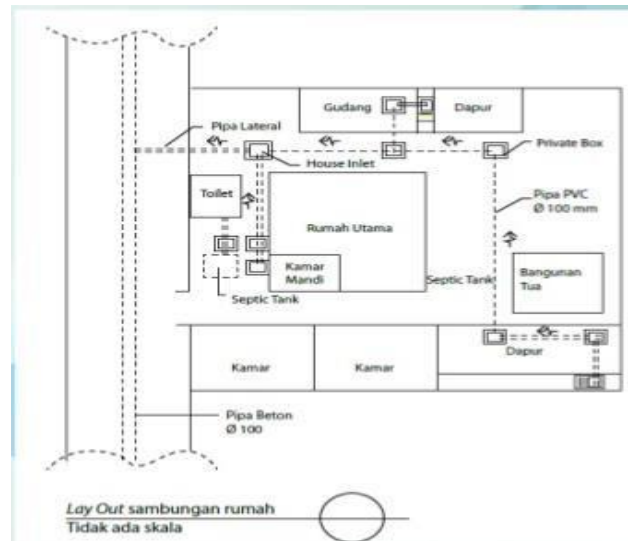 Gudang
Dapur
Pipa Lateral
Private Box
House Inlet
Toilet
Pipa PVC
Ø 100 mm
Rumah Utama
Kamar
Mandi
Septic Tank
Bangunan
Tua
Septic Tank
Dapur
Kamar
Kamar
Pipa Beton
Ø 100
Lay Out sambungan rumah
Tidak ada skala